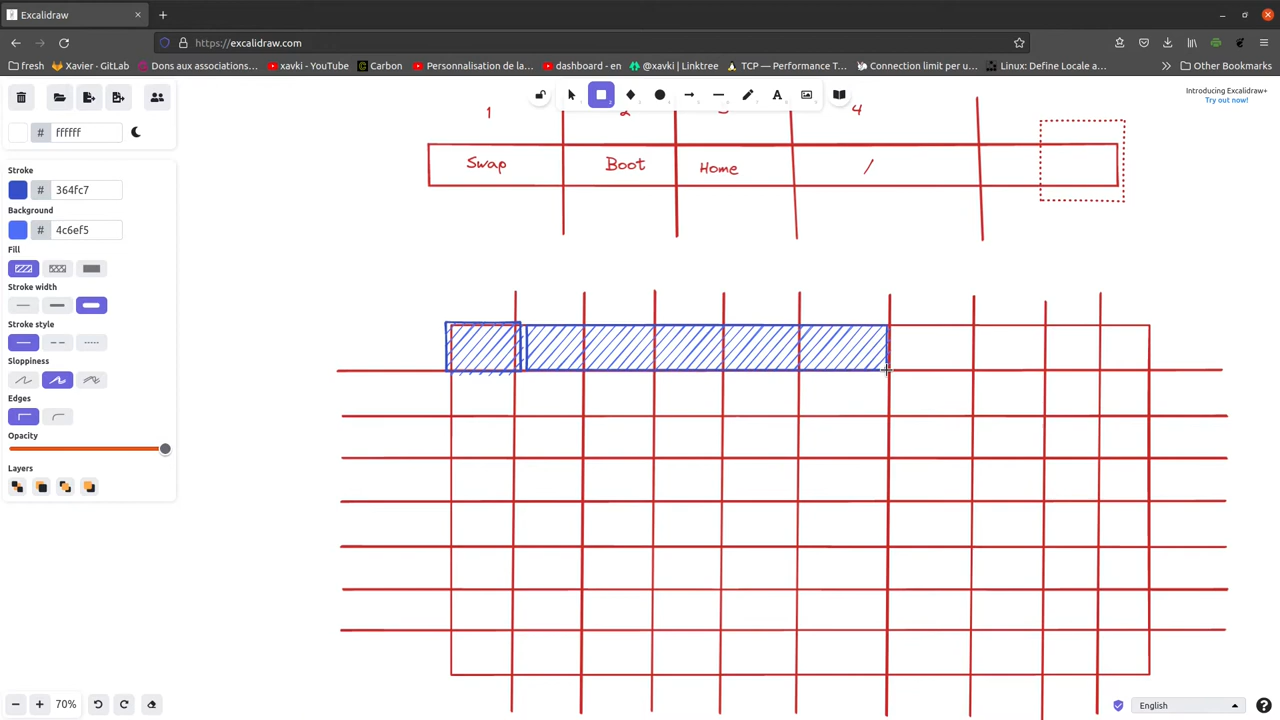 Excalidraw
https://excalidraw.com
fresh
Xavier · GitLab
Dons aux associations…
xavki - YouTube
Carbon
Personnalisation de la…
dashboard - en
@xavki | Linktree
TCP — Performance T…
Connection limit per u…
Linux: Define Locale a…
Other Bookmarks
Introducing Excalidraw+
Try out now!
# ffffff
Stroke
# 364fc7
Background
# 4c6ef5
Fill
Stroke width
Stroke style
Sloppiness
Edges
Opacity
Layers
1 2 3 4
Swap Boot Home /
70%
English